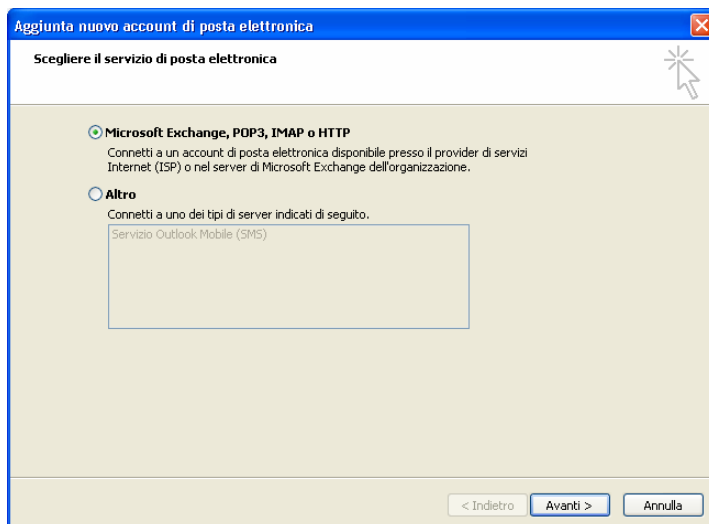 Aggiunta nuovo account di posta elettronica
Scegliere il servizio di posta elettronica
Microsoft Exchange, POP3, IMAP o HTTP
Connetti a un account di posta elettronica disponibile presso il provider di servizi
Internet (ISP) o nel server di Microsoft Exchange dell'organizzazione.
Altro
Connetti a uno dei tipi di server indicati di seguito.
Servizio Outlook Mobile (SMS)
< Indietro Avanti > Annulla